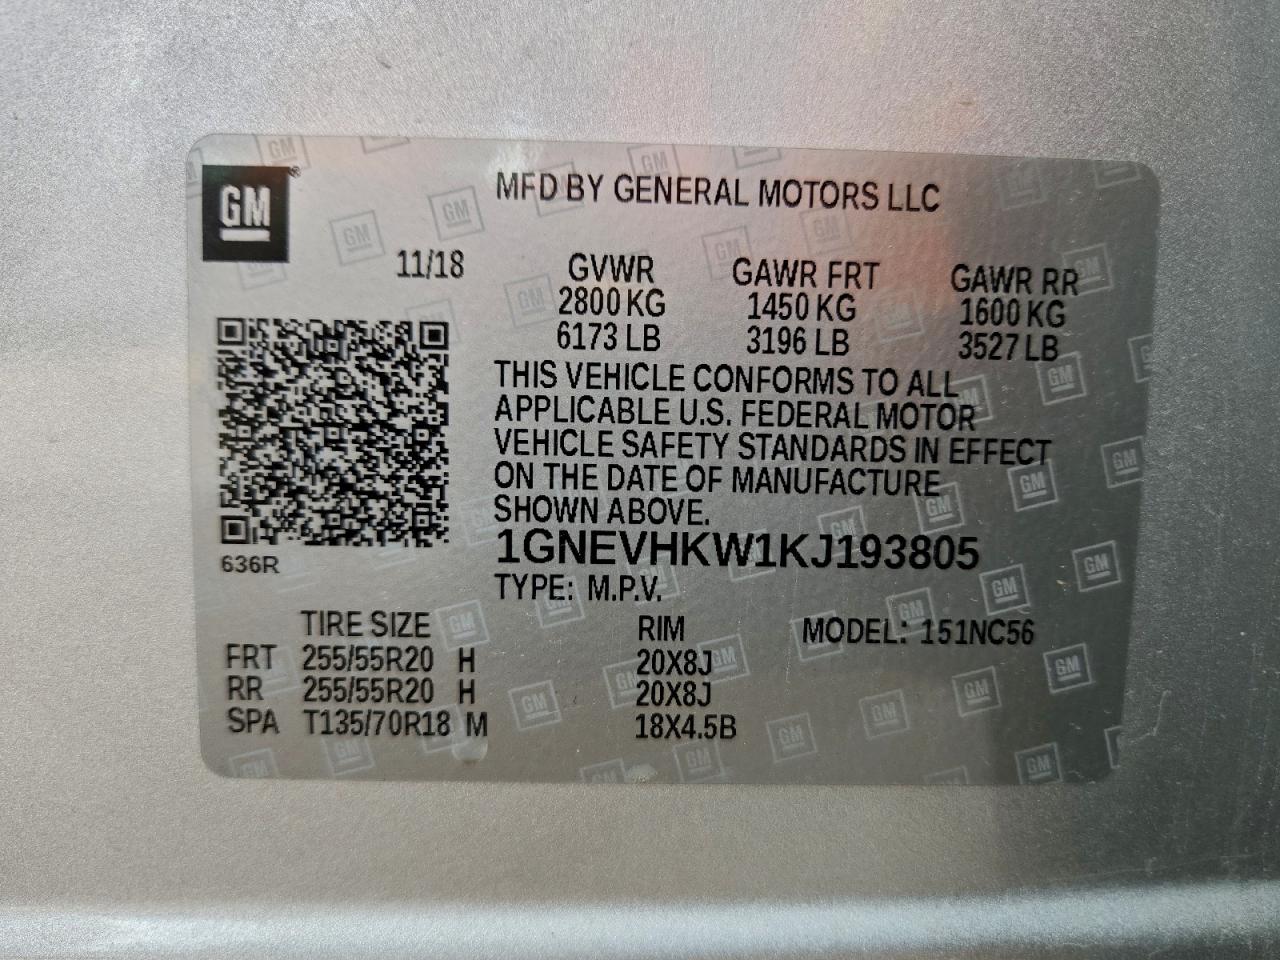 GM®
MFD BY GENERAL MOTORS LLC
11/18
GVWR GAWR FRT GAWR RR
2800 KG 1450 KG 1600 KG
6173 LB 3196 LB 3527 LB
THIS VEHICLE CONFORMS TO ALL
APPLICABLE U.S. FEDERAL MOTOR
VEHICLE SAFETY STANDARDS IN EFFECT
ON THE DATE OF MANUFACTURE
SHOWN ABOVE.
636R
1GNEVHKW1KJ193805
TYPE: M.P.V.
TIRE SIZE RIM MODEL: 151NC56
FRT 255/55R20 H 20X8J
RR 255/55R20 H 20X8J
SPA T135/70R18 M 18X4.5B